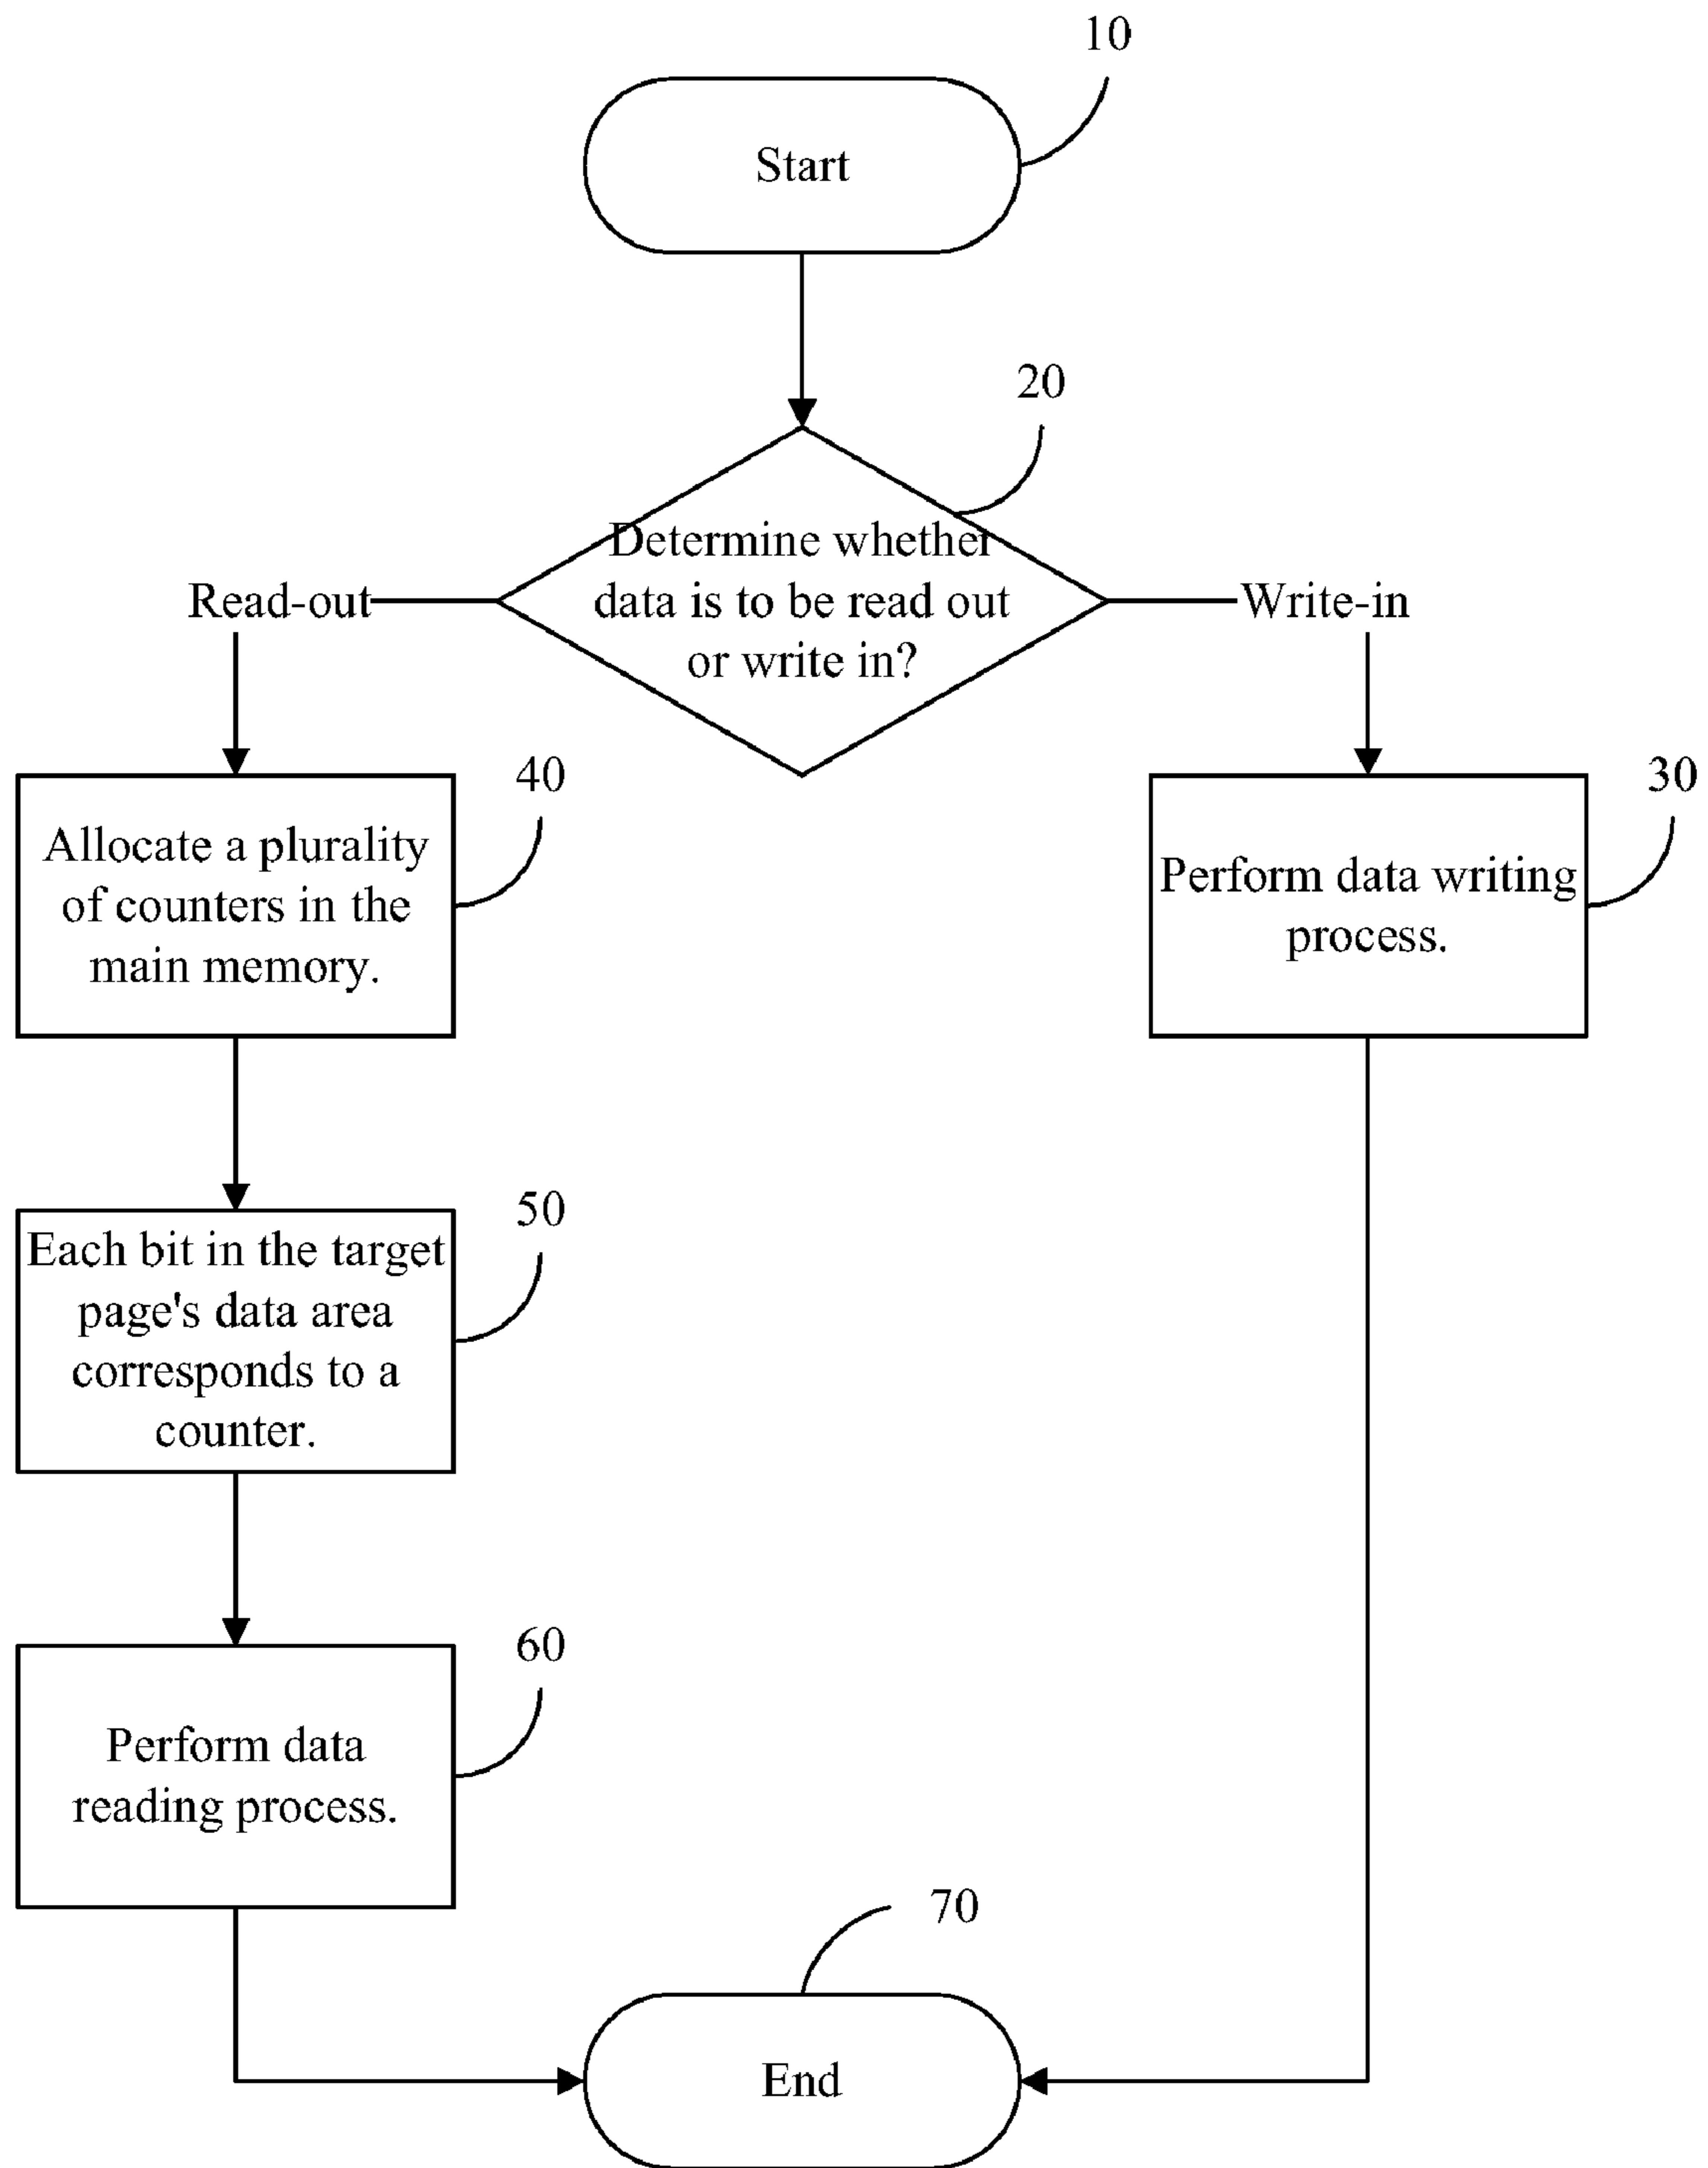 10
Start
20
Determine whether
data is to be read out
or write in?
Read-out
Write-in
40
Allocate a plurality
of counters in the
main memory.
30
Perform data writing
process.
50
Each bit in the target
page's data area
corresponds to a
counter.
60
Perform data
reading process.
70
End